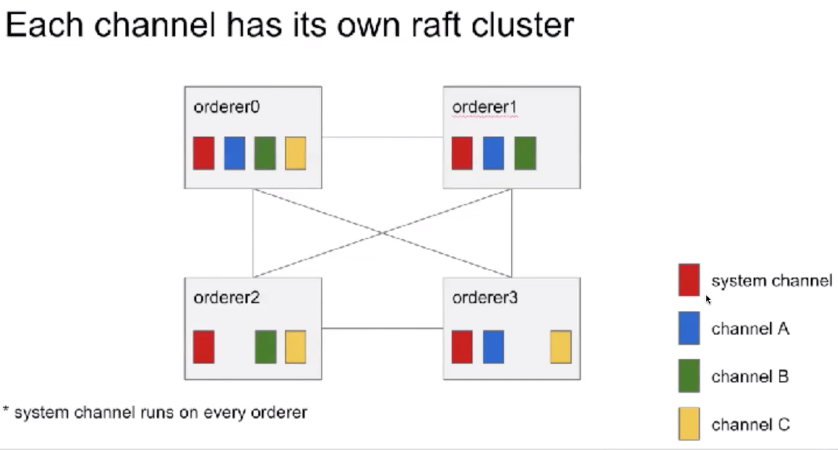 Each channel has its own raft cluster
orderer0
orderer1
orderer2
orderer3
system channel
channel A
channel B
channel C
* system channel runs on every orderer